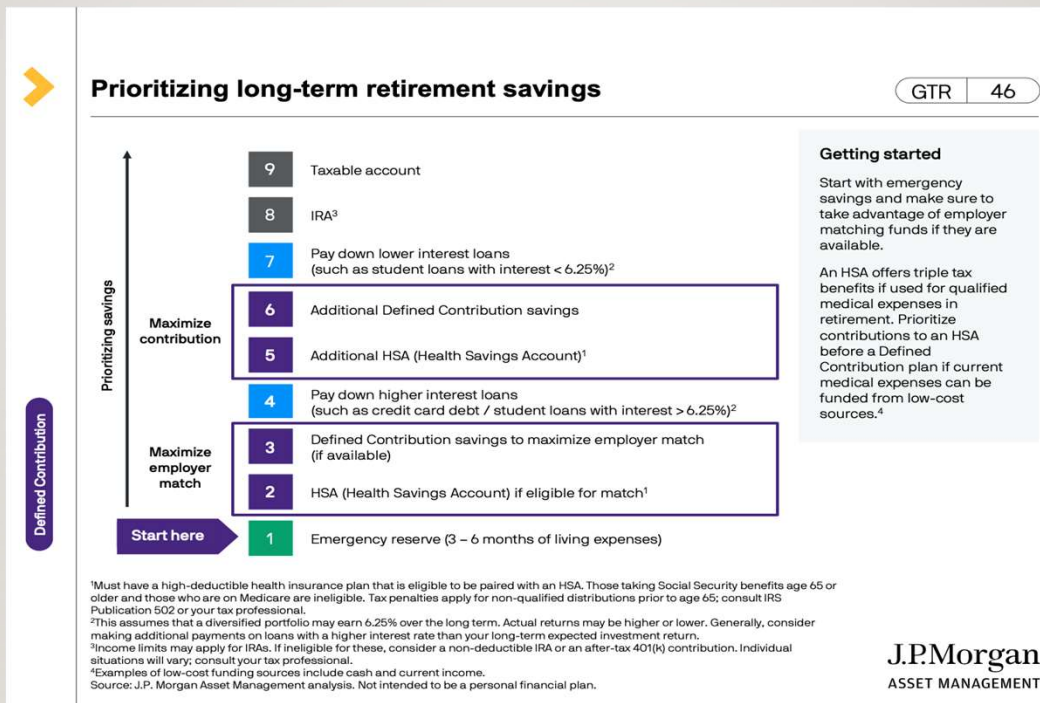 Prioritizing long-term retirement savings
GTR 46
Prioritizing savings
9 Taxable account
8 IRA³
7 Pay down lower interest loans
(such as student loans with interest < 6.25%)²
Maximize
contribution
6 Additional Defined Contribution savings
5 Additional HSA (Health Savings Account)¹
4 Pay down higher interest loans
(such as credit card debt / student loans with interest > 6.25%)²
Maximize
employer
match
3 Defined Contribution savings to maximize employer match
(if available)
2 HSA (Health Savings Account) if eligible for match¹
Start here
1 Emergency reserve (3 – 6 months of living expenses)
Getting started
Start with emergency
savings and make sure to
take advantage of employer
matching funds if they are
available.
An HSA offers triple tax
benefits if used for qualified
medical expenses in
retirement. Prioritize
contributions to an HSA
before a Defined
Contribution plan if current
medical expenses can be
funded from low-cost
sources.⁴
Defined Contribution
¹Must have a high-deductible health insurance plan that is eligible to be paired with an HSA. Those taking Social Security benefits age 65 or
older and those who are on Medicare are ineligible. Tax penalties apply for non-qualified distributions prior to age 65; consult IRS
Publication 502 or your tax professional.
²This assumes that a diversified portfolio may earn 6.25% over the long term. Actual returns may be higher or lower. Generally, consider
making additional payments on loans with a higher interest rate than your long-term expected investment return.
³Income limits may apply for IRAs. If ineligible for these, consider a non-deductible IRA or an after-tax 401(k) contribution. Individual
situations will vary; consult your tax professional.
⁴Examples of low-cost funding sources include cash and current income.
Source: J.P. Morgan Asset Management analysis. Not intended to be a personal financial plan.
J.P.Morgan
ASSET MANAGEMENT